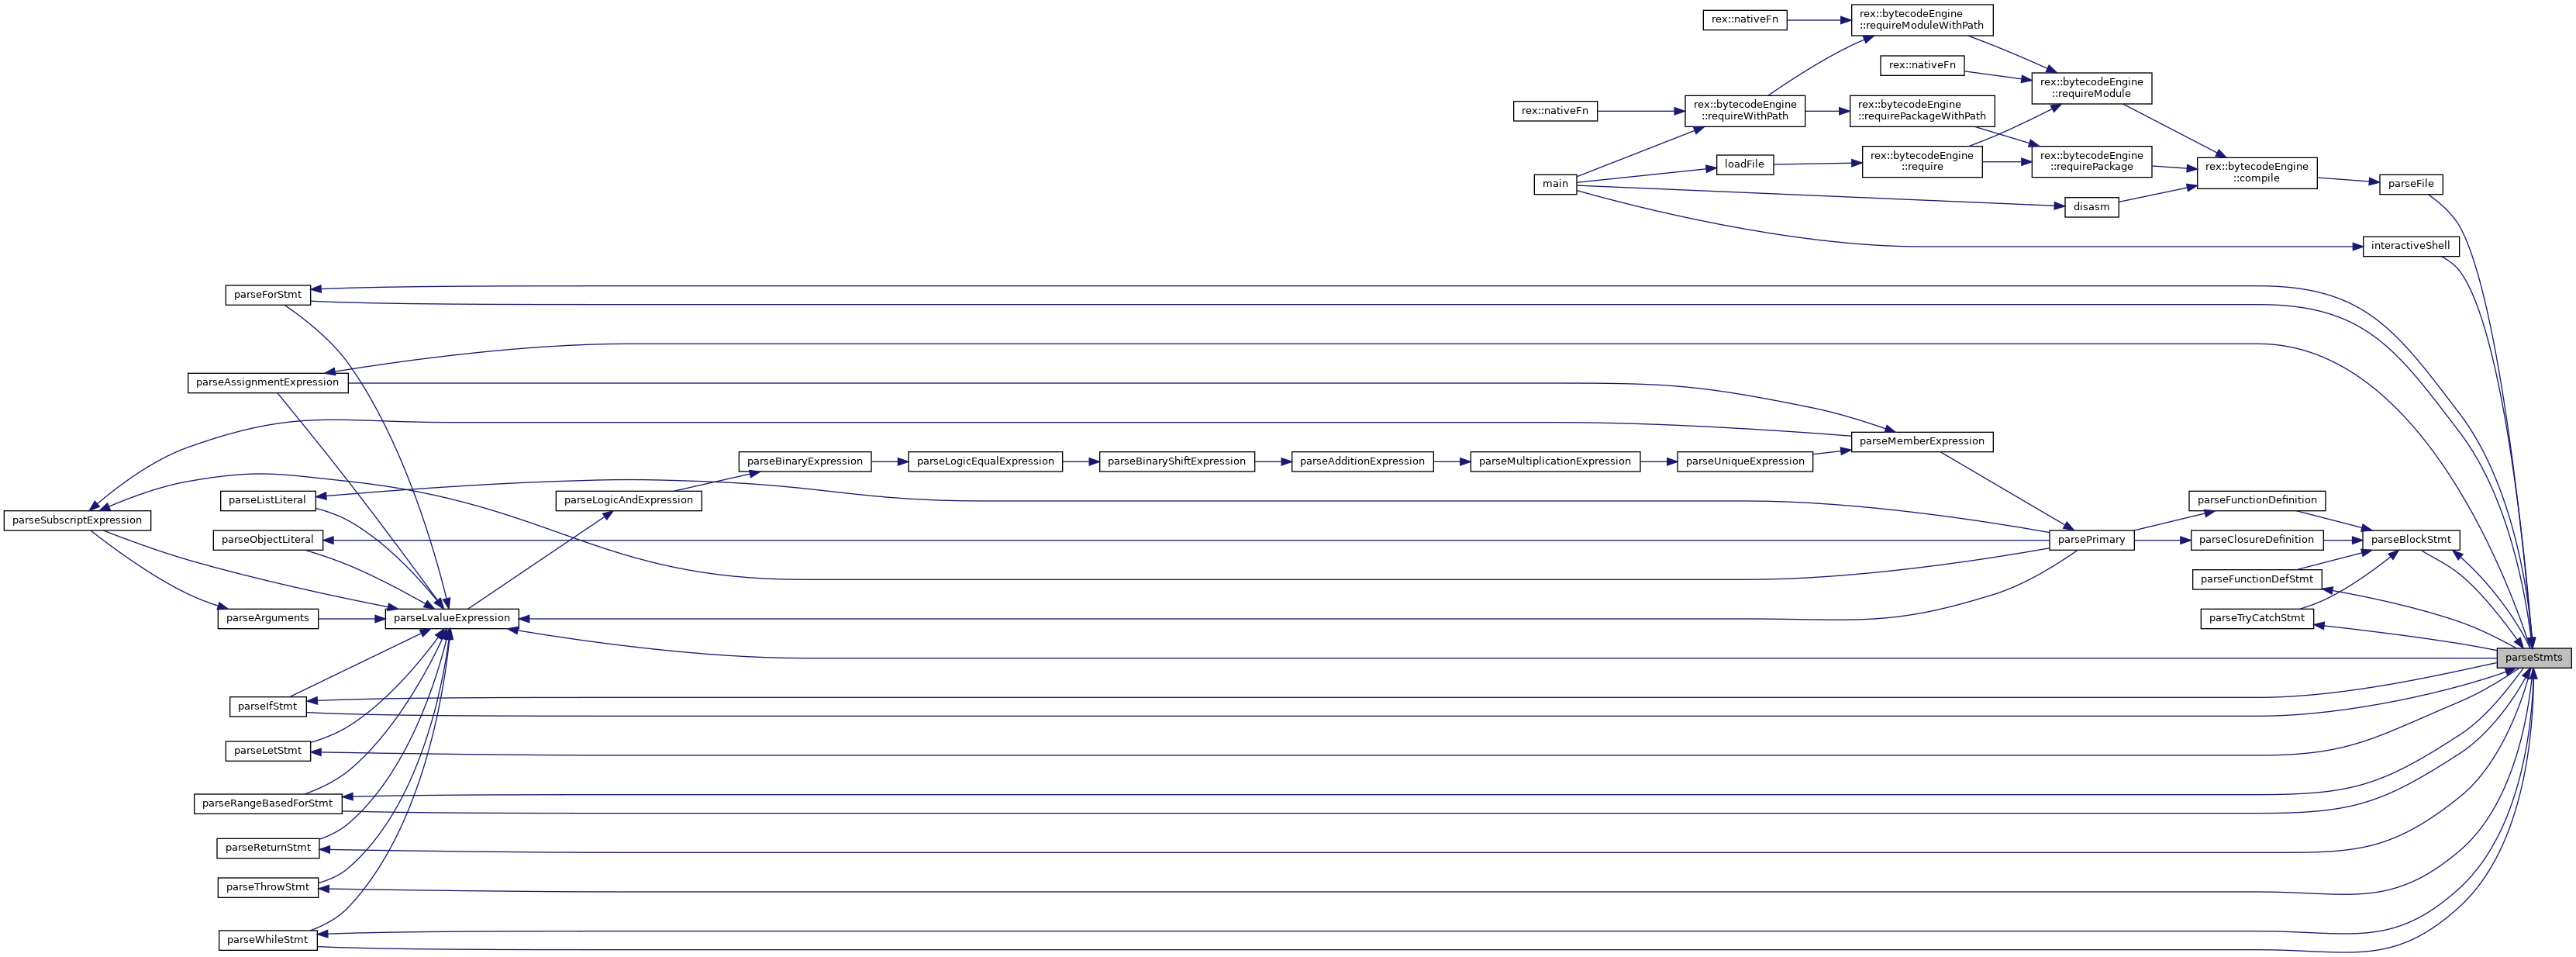 rex::nativeFn
rex::bytecodeEngine
::requireModuleWithPath
rex::nativeFn
rex::bytecodeEngine
::requireModule
rex::nativeFn
rex::bytecodeEngine
::requireWithPath
rex::bytecodeEngine
::requirePackageWithPath
loadFile
rex::bytecodeEngine
::require
rex::bytecodeEngine
::requirePackage
rex::bytecodeEngine
::compile
main
parseFile
disasm
interactiveShell
parseForStmt
parseAssignmentExpression
parseMemberExpression
parseBinaryExpression
parseLogicEqualExpression
parseBinaryShiftExpression
parseAdditionExpression
parseMultiplicationExpression
parseUniqueExpression
parseListLiteral
parseLogicAndExpression
parseFunctionDefinition
parseSubscriptExpression
parseObjectLiteral
parsePrimary
parseClosureDefinition
parseBlockStmt
parseFunctionDefStmt
parseArguments
parseLvalueExpression
parseTryCatchStmt
parseStmts
parseIfStmt
parseLetStmt
parseRangeBasedForStmt
parseReturnStmt
parseThrowStmt
parseWhileStmt